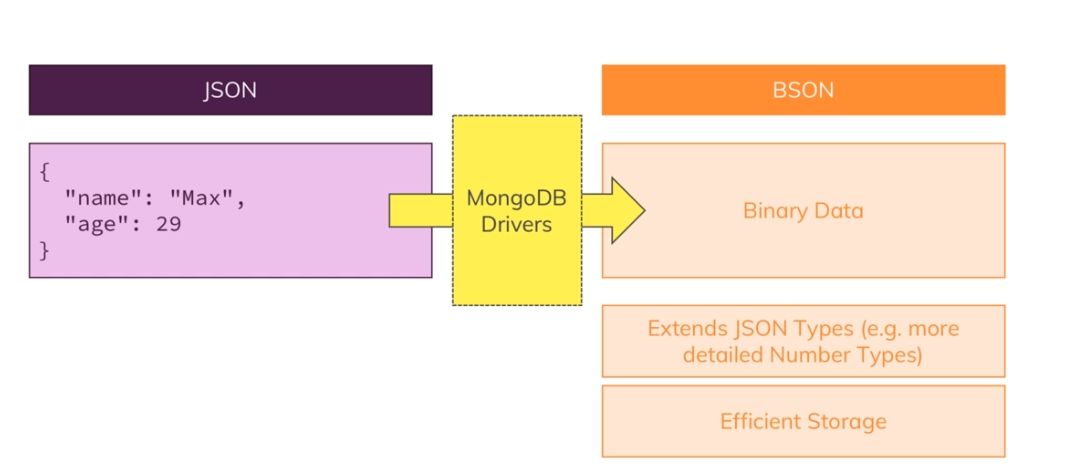 JSON
BSON
{
"name": "Max",
"age": 29
}
MongoDB
Drivers
Binary Data
Extends JSON Types (e.g. more
detailed Number Types)
Efficient Storage